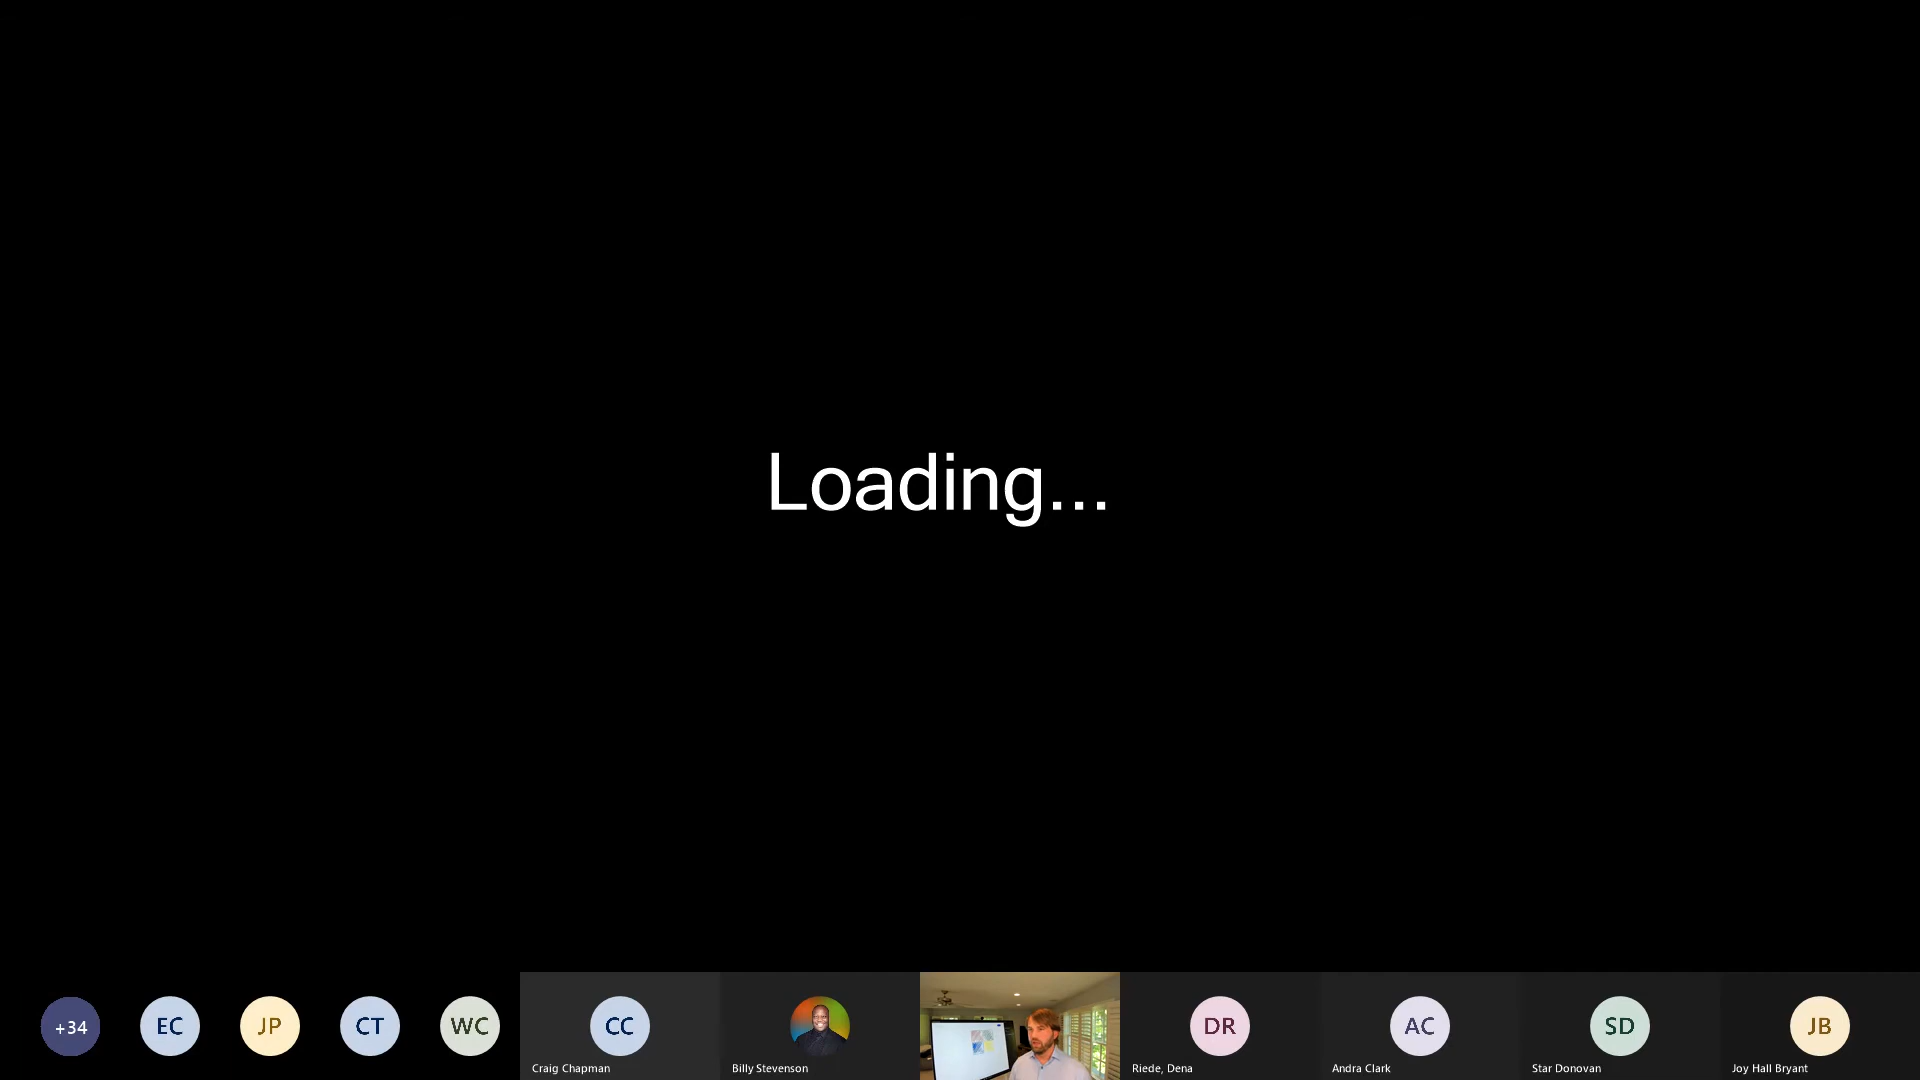 Loading...
+34
EC
JP
CT
WC
CC
DR
AC
SD
JB
Craig Chapman
Billy Stevenson
Riede, Dena
Andra Clark
Star Donovan
Joy Hall Bryant